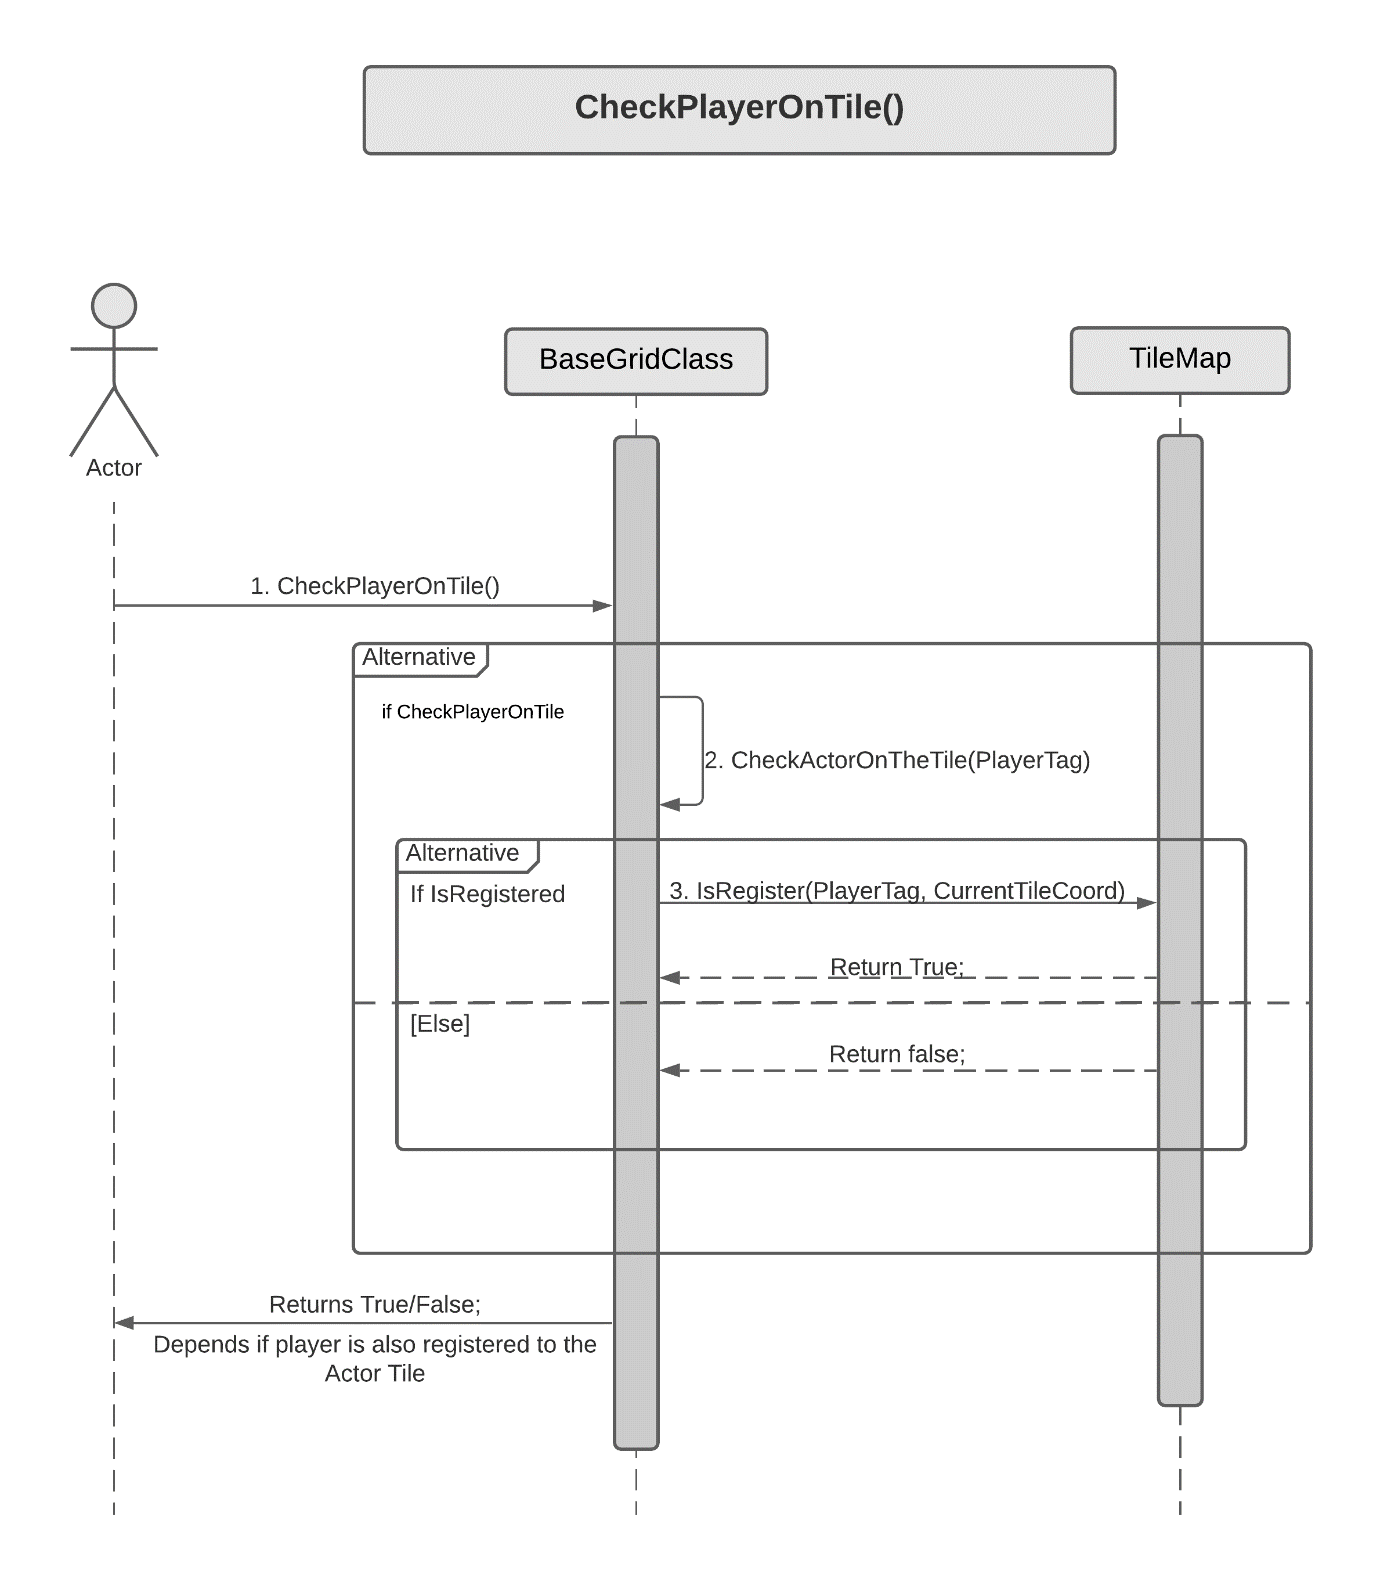 CheckPlayerOnTile()
Actor
BaseGridClass
TileMap
1. CheckPlayerOnTile()
Alternative
if CheckPlayerOnTile
2. CheckActorOnTheTile(PlayerTag)
Alternative
If IsRegistered
3. IsRegister(PlayerTag, CurrentTileCoord)
Return True;
[Else]
Return false;
Returns True/False;
Depends if player is also registered to the
Actor Tile